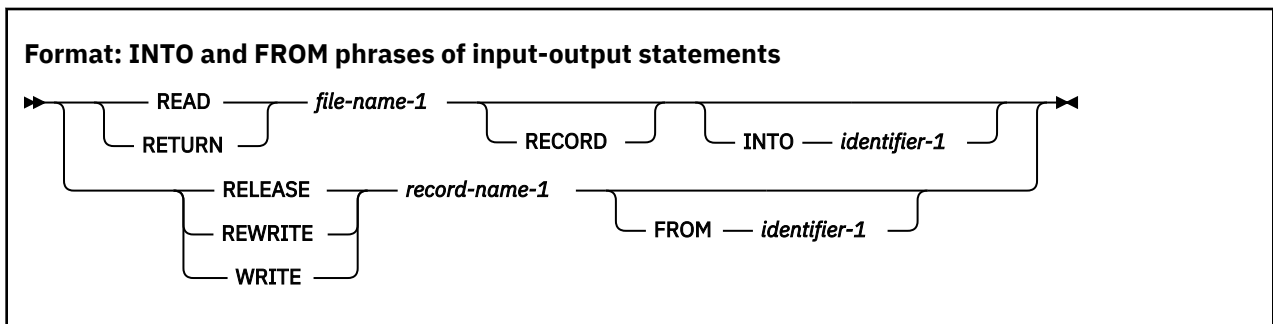 Format: INTO and FROM phrases of input-output statements
READ file-name-1
RETURN RECORD INTO identifier-1
RELEASE record-name-1
REWRITE FROM identifier-1
WRITE